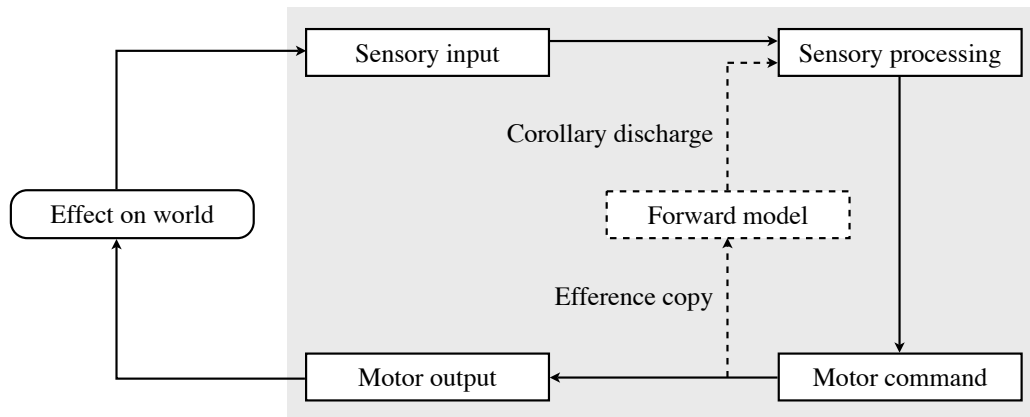 Sensory input
Sensory processing
Corollary discharge
Effect on world
Forward model
Efference copy
Motor output
Motor command